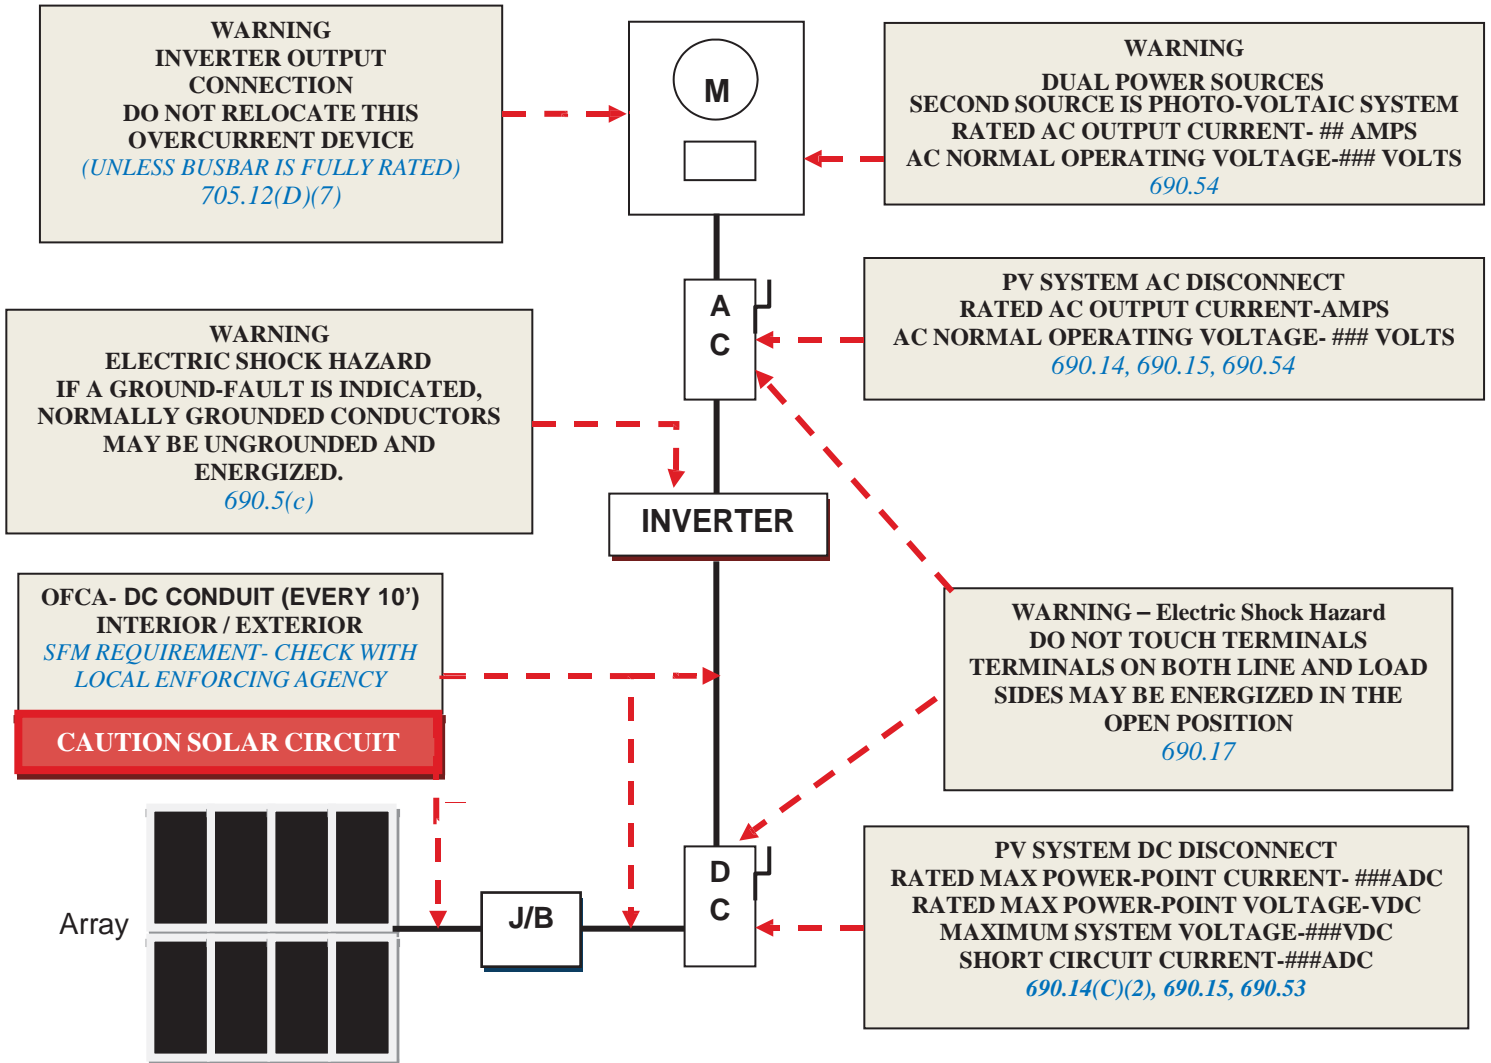 WARNING
INVERTER OUTPUT
CONNECTION
DO NOT RELOCATE THIS
OVERCURRENT DEVICE
(UNLESS BUSBAR IS FULLY RATED)
705.12(D)(7)
M
WARNING
DUAL POWER SOURCES
SECOND SOURCE IS PHOTO-VOLTAIC SYSTEM
RATED AC OUTPUT CURRENT- ## AMPS
AC NORMAL OPERATING VOLTAGE-### VOLTS
690.54
A
C
PV SYSTEM AC DISCONNECT
RATED AC OUTPUT CURRENT-AMPS
AC NORMAL OPERATING VOLTAGE- ### VOLTS
690.14, 690.15, 690.54
WARNING
ELECTRIC SHOCK HAZARD
IF A GROUND-FAULT IS INDICATED,
NORMALLY GROUNDED CONDUCTORS
MAY BE UNGROUNDED AND
ENERGIZED.
690.5(c)
INVERTER
OFCA- DC CONDUIT (EVERY 10’)
INTERIOR / EXTERIOR
SFM REQUIREMENT- CHECK WITH
LOCAL ENFORCING AGENCY
CAUTION SOLAR CIRCUIT
WARNING – Electric Shock Hazard
DO NOT TOUCH TERMINALS
TERMINALS ON BOTH LINE AND LOAD
SIDES MAY BE ENERGIZED IN THE
OPEN POSITION
690.17
Array
J/B
D
C
PV SYSTEM DC DISCONNECT
RATED MAX POWER-POINT CURRENT- ###ADC
RATED MAX POWER-POINT VOLTAGE-VDC
MAXIMUM SYSTEM VOLTAGE-###VDC
SHORT CIRCUIT CURRENT-###ADC
690.14(C)(2), 690.15, 690.53